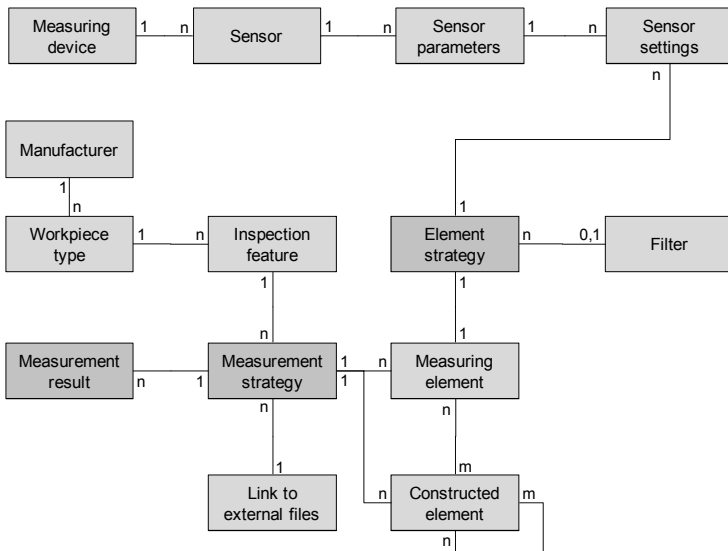 Measuring device
1 n
Sensor
1 n
Sensor parameters
1 n
Sensor settings
n
Manufacturer
1
n
Workpiece type
1 n
Inspection feature
1
n
1
Element strategy
n 0,1
Filter
1
1
Measurement result
n 1
Measurement strategy
1 n
1
Measuring element
n
n
m
1
Link to external files
n
Constructed element
m
n